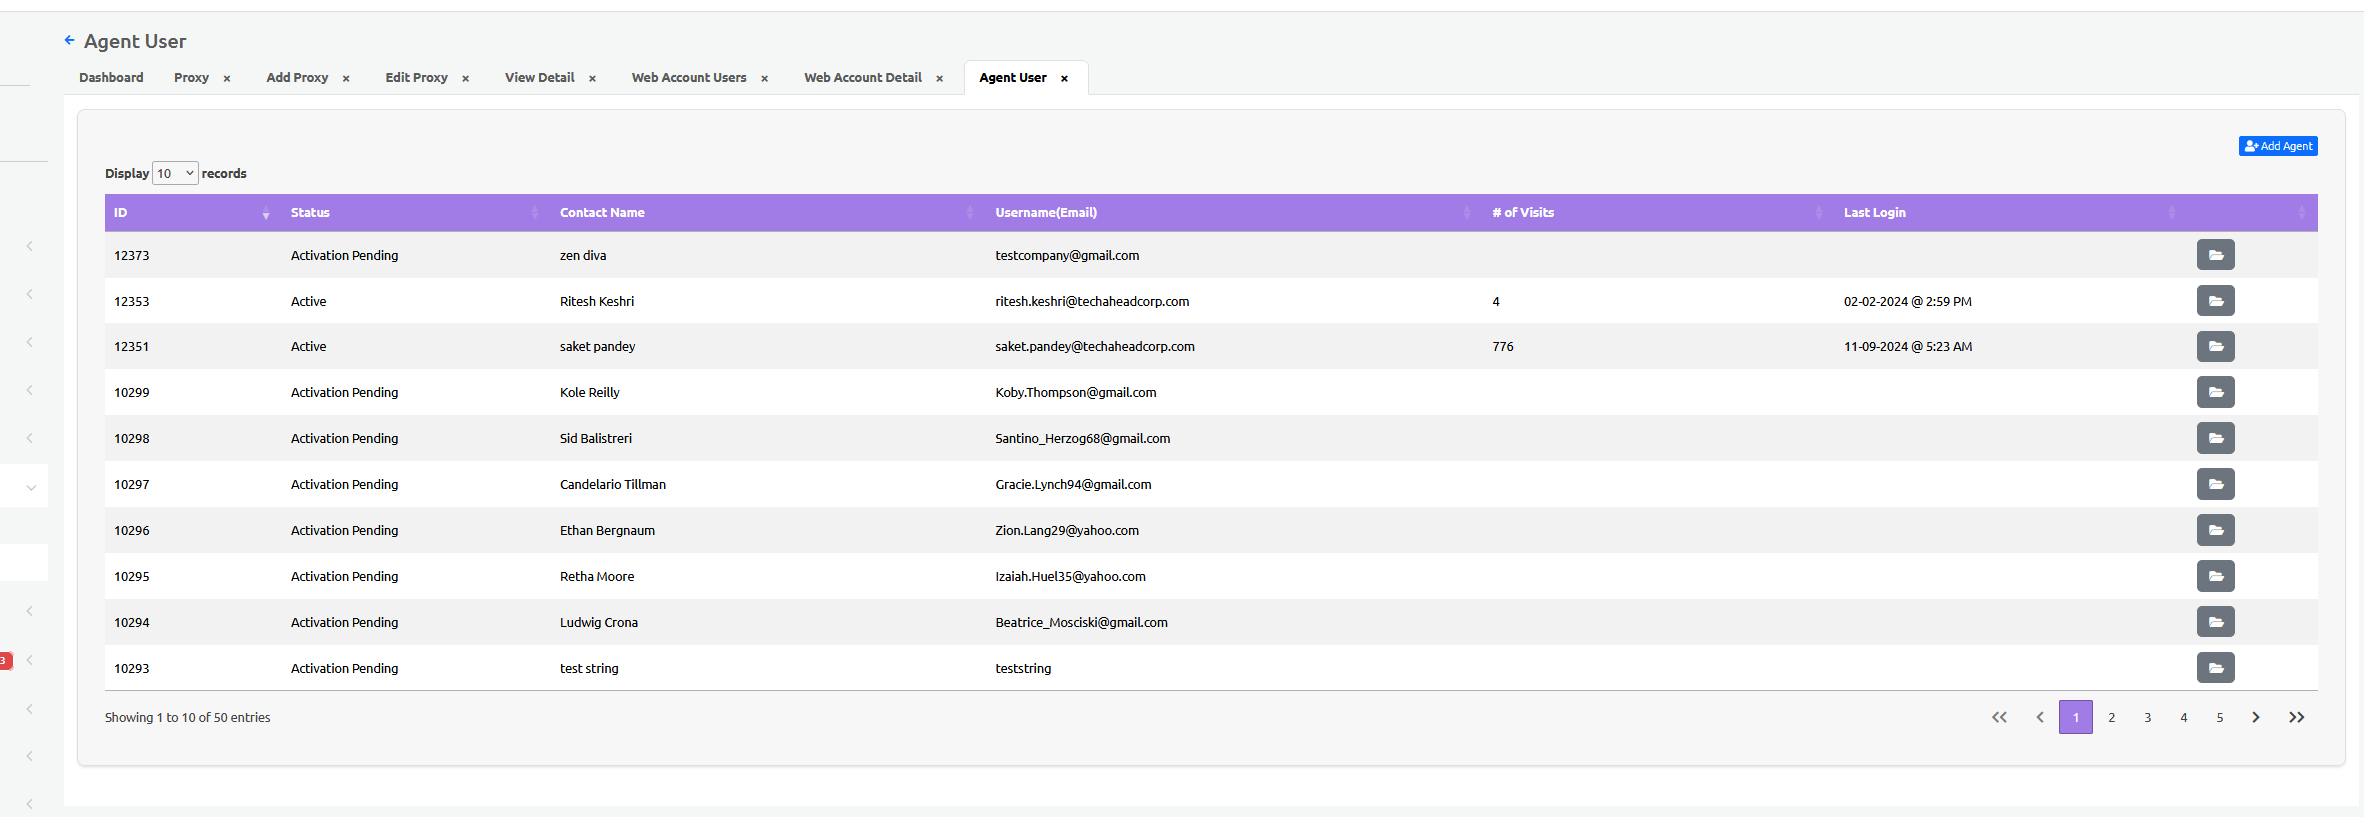 Agent User
Dashboard Proxy × Add Proxy × Edit Proxy × View Detail × Web Account Users × Web Account Detail × Agent User ×
Add Agent
Display 10 records
ID Status Contact Name Username(Email) # of Visits Last Login
12373 Activation Pending zen diva testcompany@gmail.com
12353 Active Ritesh Keshri ritesh.keshri@techaheadcorp.com 4 02-02-2024 @ 2:59 PM
12351 Active saket pandey saket.pandey@techaheadcorp.com 776 11-09-2024 @ 5:23 AM
10299 Activation Pending Kole Reilly Koby.Thompson@gmail.com
10298 Activation Pending Sid Balistreri Santino_Herzog68@gmail.com
10297 Activation Pending Candelario Tillman Gracie.Lynch94@gmail.com
10296 Activation Pending Ethan Bergnaum Zion.Lang29@yahoo.com
10295 Activation Pending Retha Moore Izaiah.Huel35@yahoo.com
10294 Activation Pending Ludwig Crona Beatrice_Mosciski@gmail.com
3
10293 Activation Pending test string teststring
Showing 1 to 10 of 50 entries
1 2 3 4 5